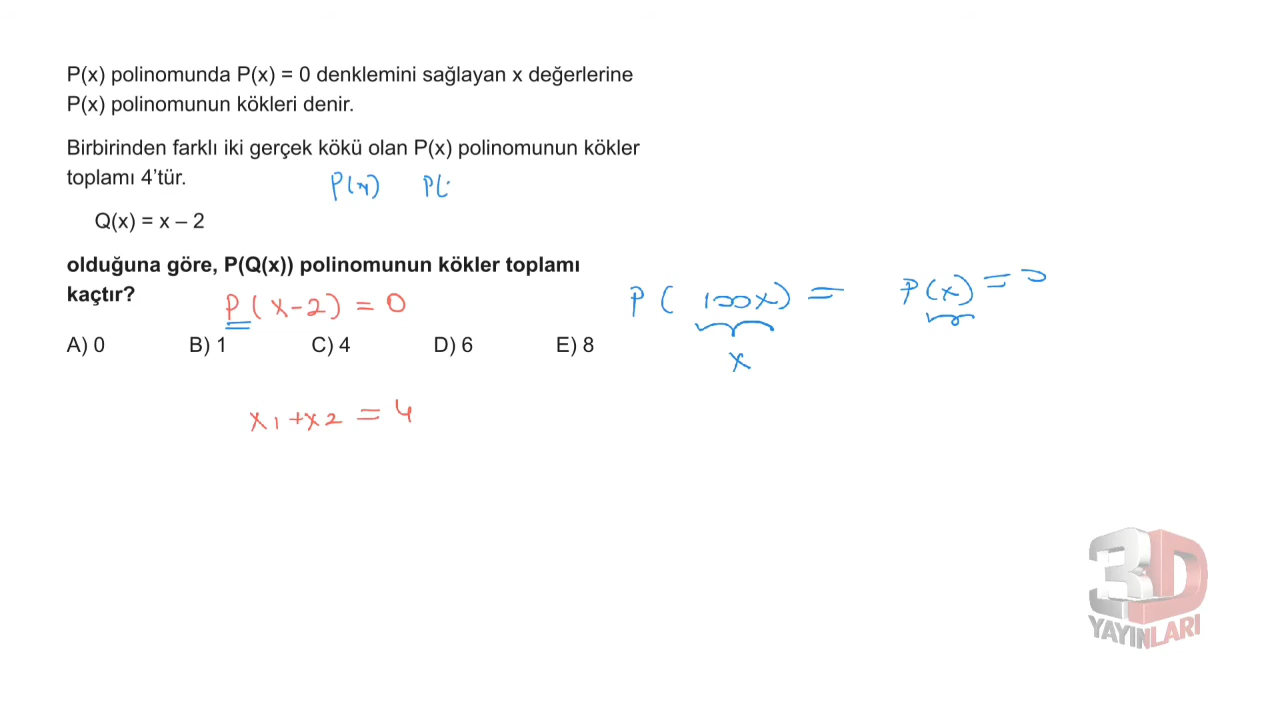 P(x) polinomunda P(x) = 0 denklemini sağlayan x değerlerine
P(x) polinomunun kökleri denir.
Birbirinden farklı iki gerçek kökü olan P(x) polinomunun kökler
toplamı 4'tür.
P(x) P(:
Q(x) = x – 2
olduğuna göre, P(Q(x)) polinomunun kökler toplamı
kaçtır?
P(x-2) = 0
P(100x) = P(x) =
x
A) 0 B) 1 C) 4 D) 6 E) 8
x1+x2 = 4
3D
YAYINLARI